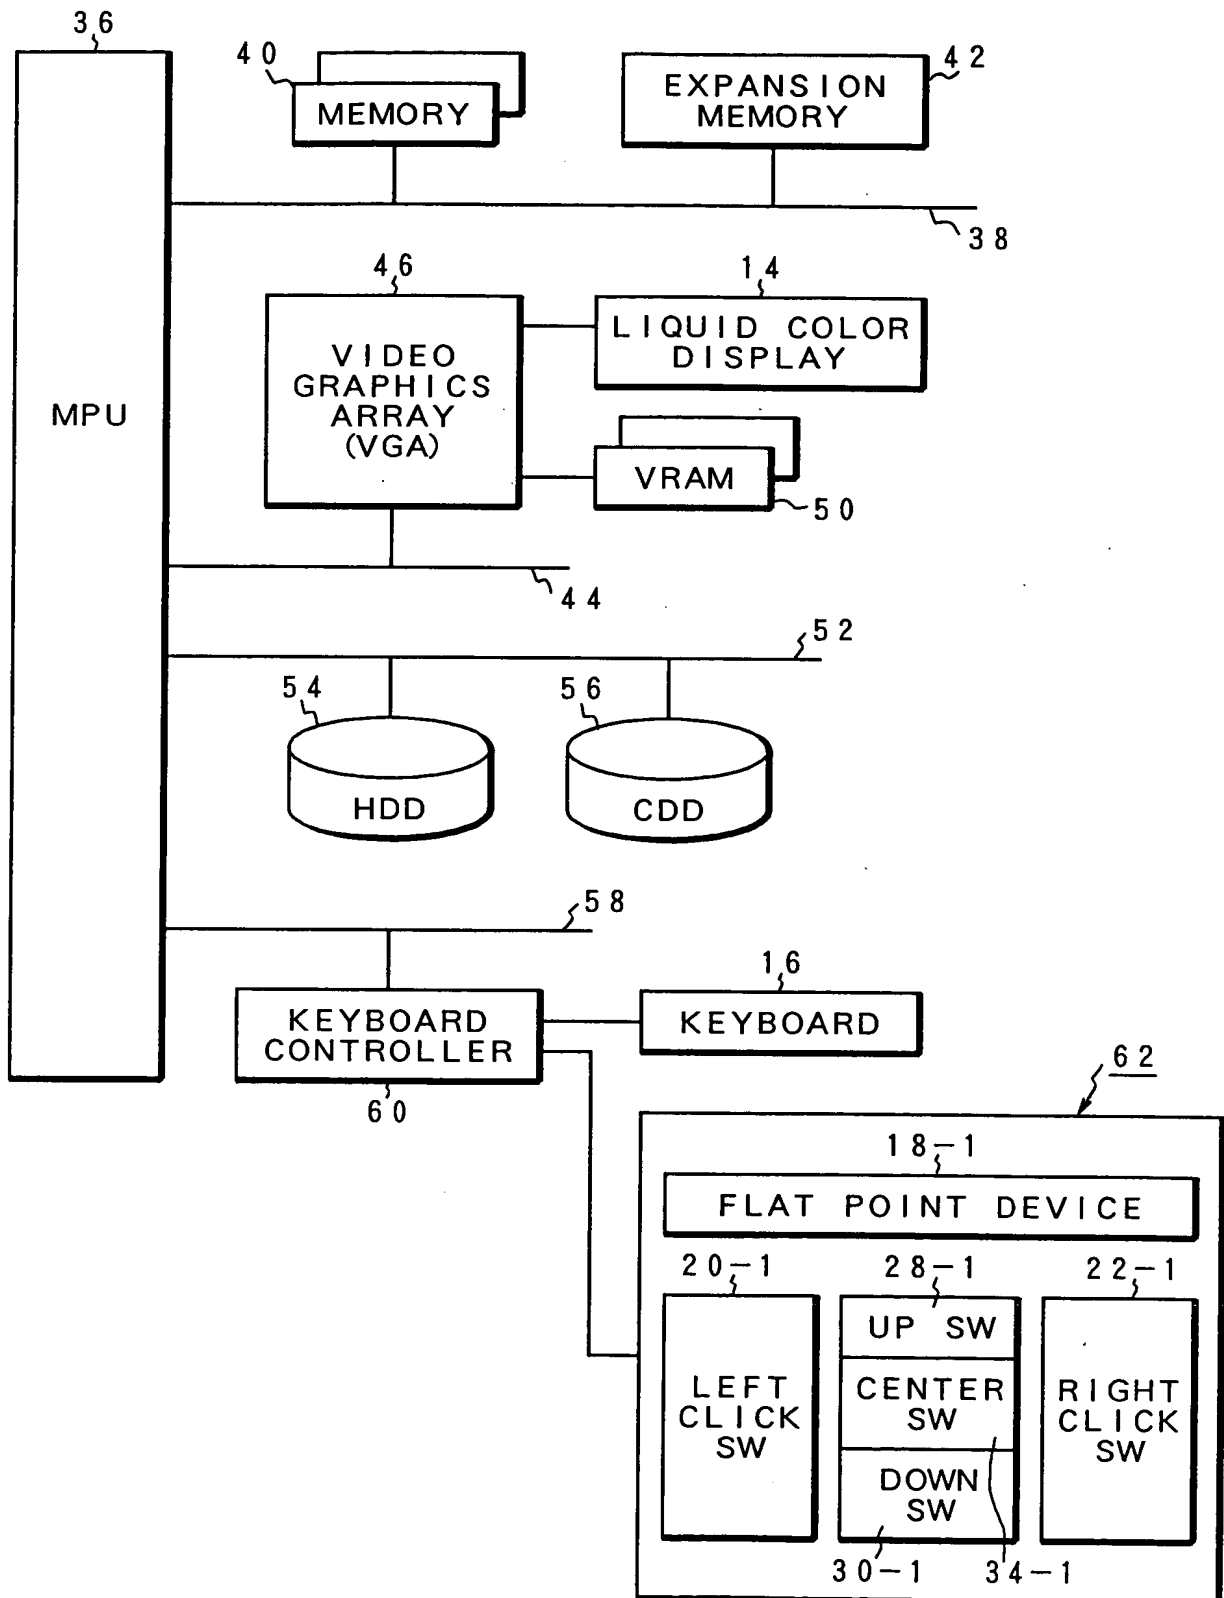 36
40
MEMORY
EXPANSION
MEMORY
42
38
46
14
VIDEO
GRAPHICS
ARRAY
(VGA)
LIQUID COLOR
DISPLAY
MPU
VRAM
50
44
52
54
56
HDD
CDD
58
16
KEYBOARD
CONTROLLER
KEYBOARD
60
62
18-1
FLAT POINT DEVICE
20-1
28-1
22-1
LEFT
CLICK
SW
UP SW
CENTER
SW
DOWN
SW
RIGHT
CLICK
SW
30-1
34-1